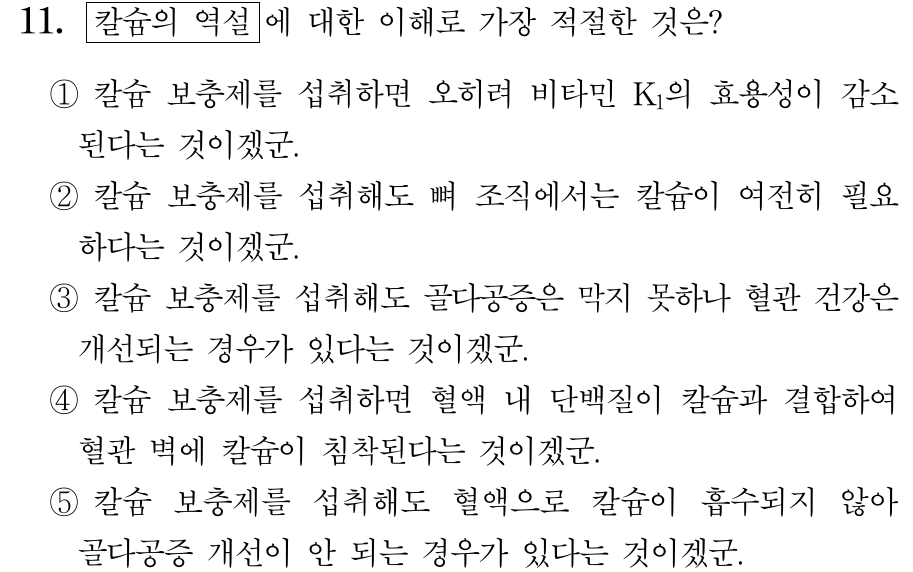 11. 칼슘의 역설 에 대한 이해로 가장 적절한 것은?
① 칼슘 보충제를 섭취하면 오히려 비타민 K₁의 효용성이 감소
된다는 것이겠군.
② 칼슘 보충제를 섭취해도 뼈 조직에서는 칼슘이 여전히 필요
하다는 것이겠군.
③ 칼슘 보충제를 섭취해도 골다공증은 막지 못하나 혈관 건강은
개선되는 경우가 있다는 것이겠군.
④ 칼슘 보충제를 섭취하면 혈액 내 단백질이 칼슘과 결합하여
혈관 벽에 칼슘이 침착된다는 것이겠군.
⑤ 칼슘 보충제를 섭취해도 혈액으로 칼슘이 흡수되지 않아
골다공증 개선이 안 되는 경우가 있다는 것이겠군.